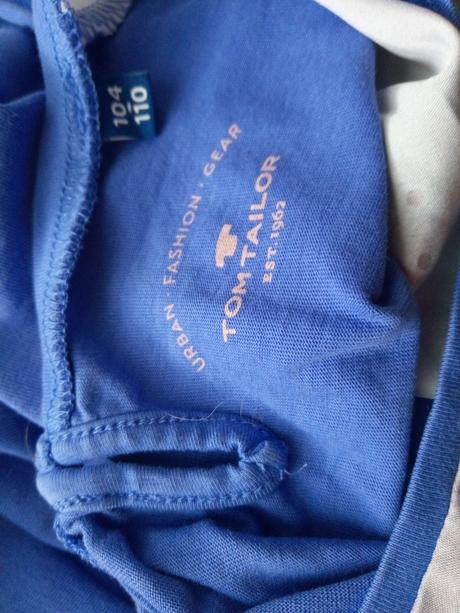 104
110
URBAN FASHION · GEAR
TOM TAILOR
EST. 1962